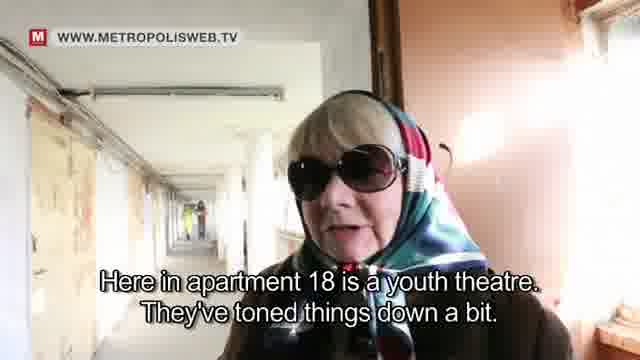 M WWW.METROPOLISWEB.TV
Here in apartment 18 is a youth theatre.
They've toned things down a bit.